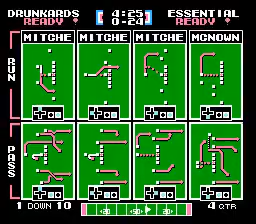 DRUNKARDS 4:25 ESSENTIAL
READY 0-24 READY
MITCHE MITCHE MITCHE MCNOWN
RUN
PASS
1 DOWN 10 4 QTR
-20 -50- 20-